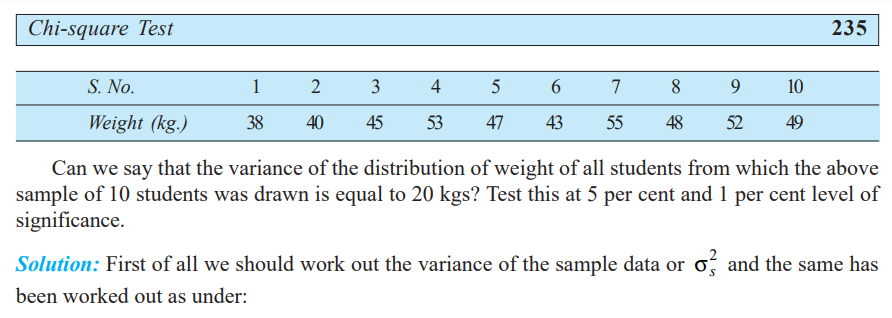 Chi-square Test 235
S. No. 1 2 3 4 5 6 7 8 9 10
Weight (kg.) 38 40 45 53 47 43 55 48 52 49
Can we say that the variance of the distribution of weight of all students from which the above
sample of 10 students was drawn is equal to 20 kgs? Test this at 5 per cent and 1 per cent level of
significance.
Solution: First of all we should work out the variance of the sample data or σ²ₛ and the same has
been worked out as under: